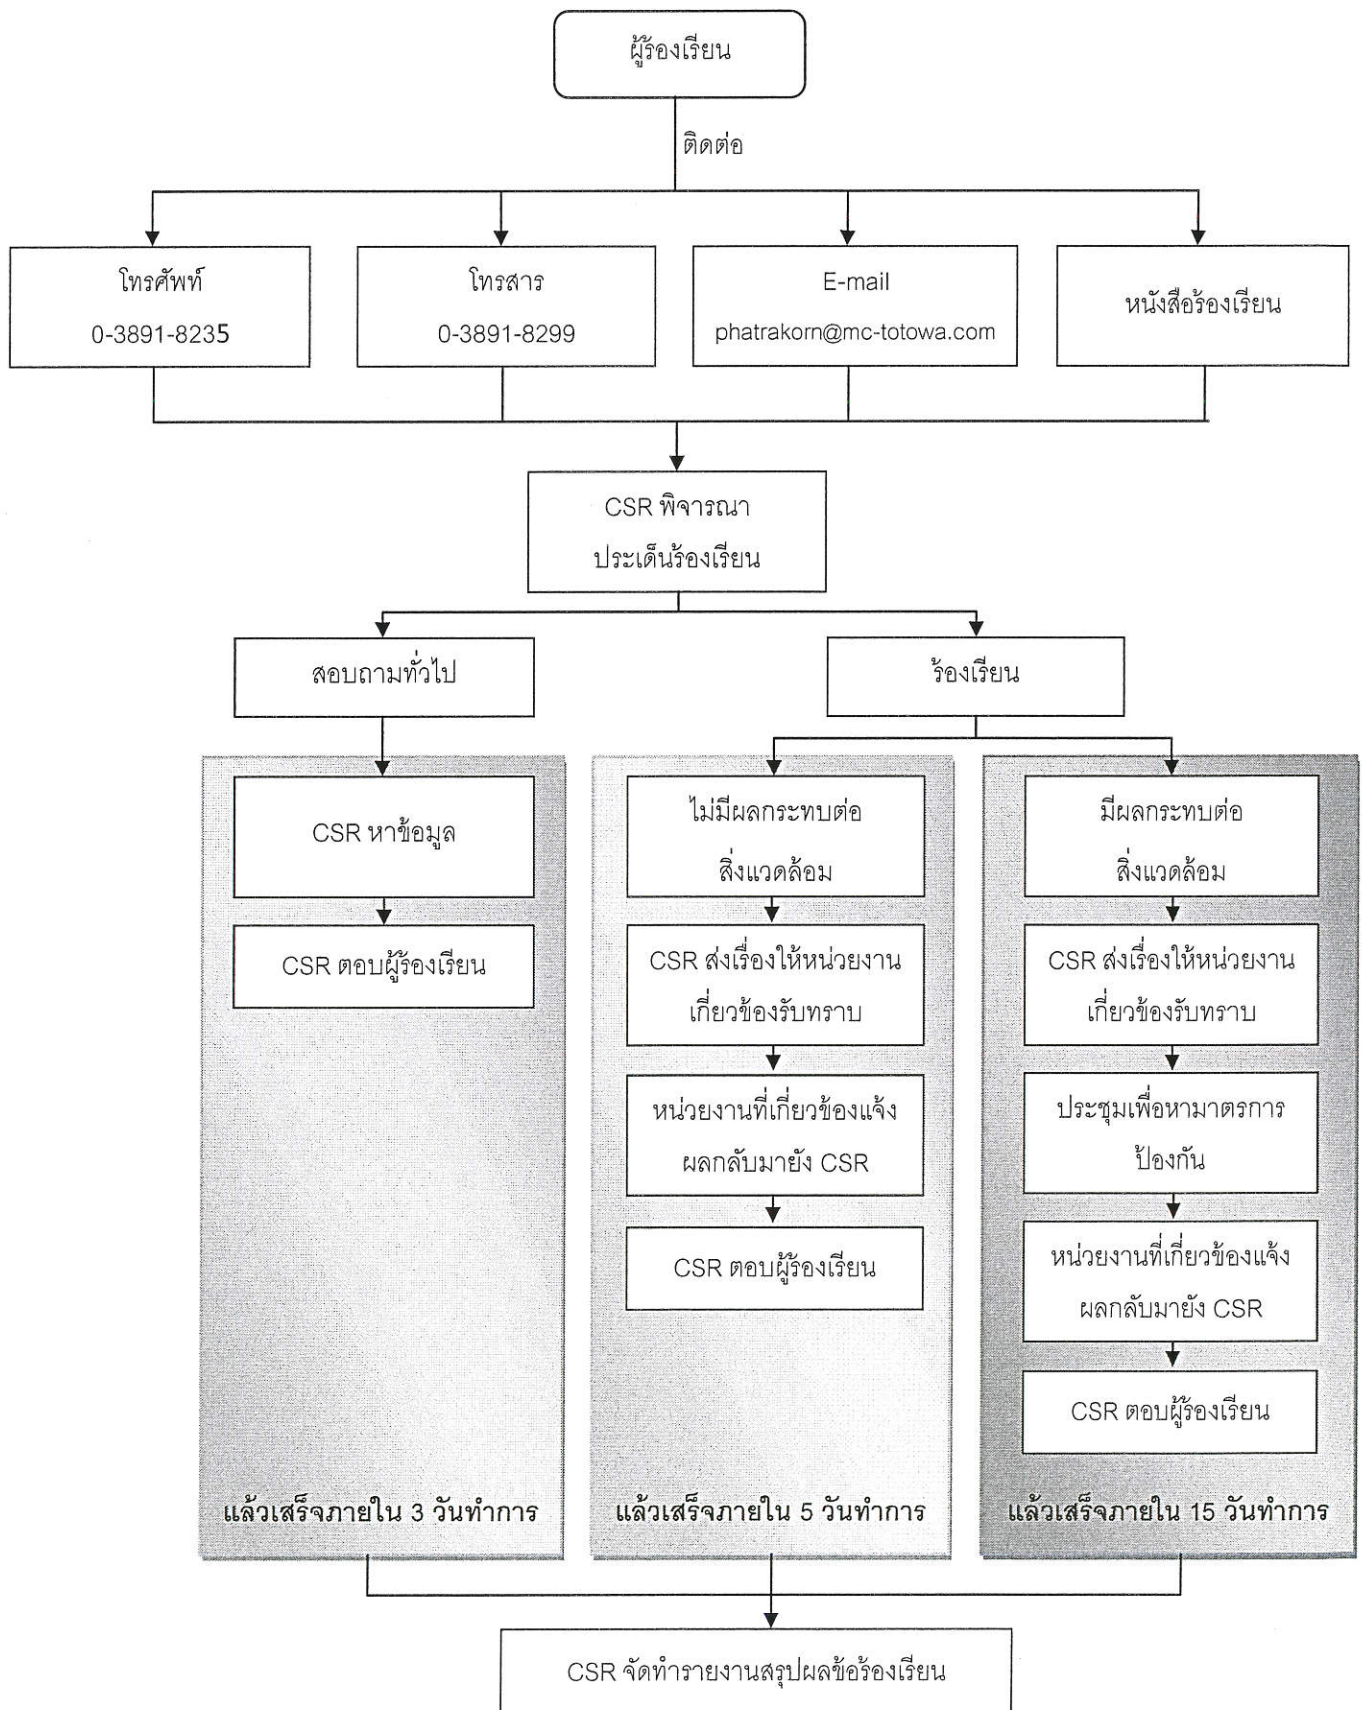 ผู้ร้องเรียน
ติดต่อ
โทรศัพท์
0-3891-8235
โทรสาร
0-3891-8299
E-mail
phatrakorn@mc-totowa.com
หนังสือร้องเรียน
CSR พิจารณา
ประเด็นร้องเรียน
สอบถามทั่วไป
ร้องเรียน
CSR หาข้อมูล
CSR ตอบผู้ร้องเรียน
แล้วเสร็จภายใน 3 วันทำการ
ไม่มีผลกระทบต่อ
สิ่งแวดล้อม
CSR ส่งเรื่องให้หน่วยงาน
เกี่ยวข้องรับทราบ
หน่วยงานที่เกี่ยวข้องแจ้ง
ผลกลับมายัง CSR
CSR ตอบผู้ร้องเรียน
แล้วเสร็จภายใน 5 วันทำการ
มีผลกระทบต่อ
สิ่งแวดล้อม
CSR ส่งเรื่องให้หน่วยงาน
เกี่ยวข้องรับทราบ
ประชุมเพื่อหามาตรการ
ป้องกัน
หน่วยงานที่เกี่ยวข้องแจ้ง
ผลกลับมายัง CSR
CSR ตอบผู้ร้องเรียน
แล้วเสร็จภายใน 15 วันทำการ
CSR จัดทำรายงานสรุปผลข้อร้องเรียน